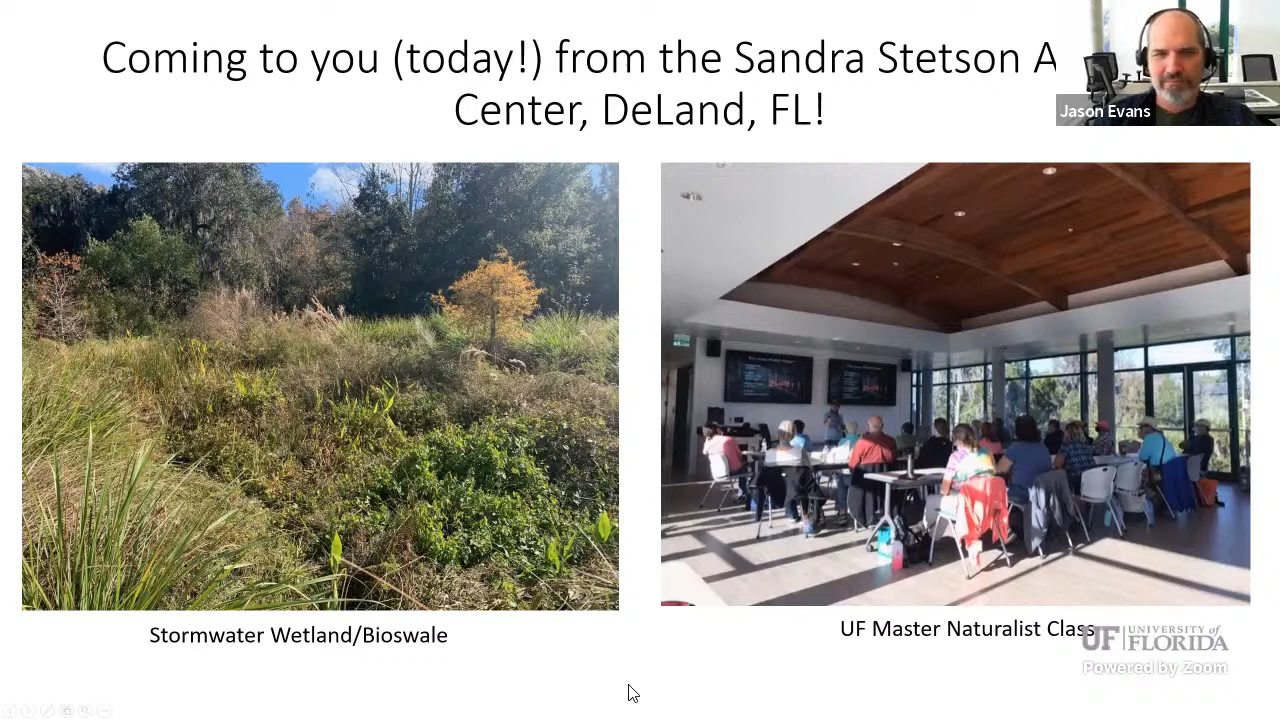 Coming to you (today!) from the Sandra Stetson A
Center, DeLand, FL!
Jason Evans
Stormwater Wetland/Bioswale
UF Master Naturalist Class
UF UNIVERSITY of
FLORIDA
Powered by Zoom